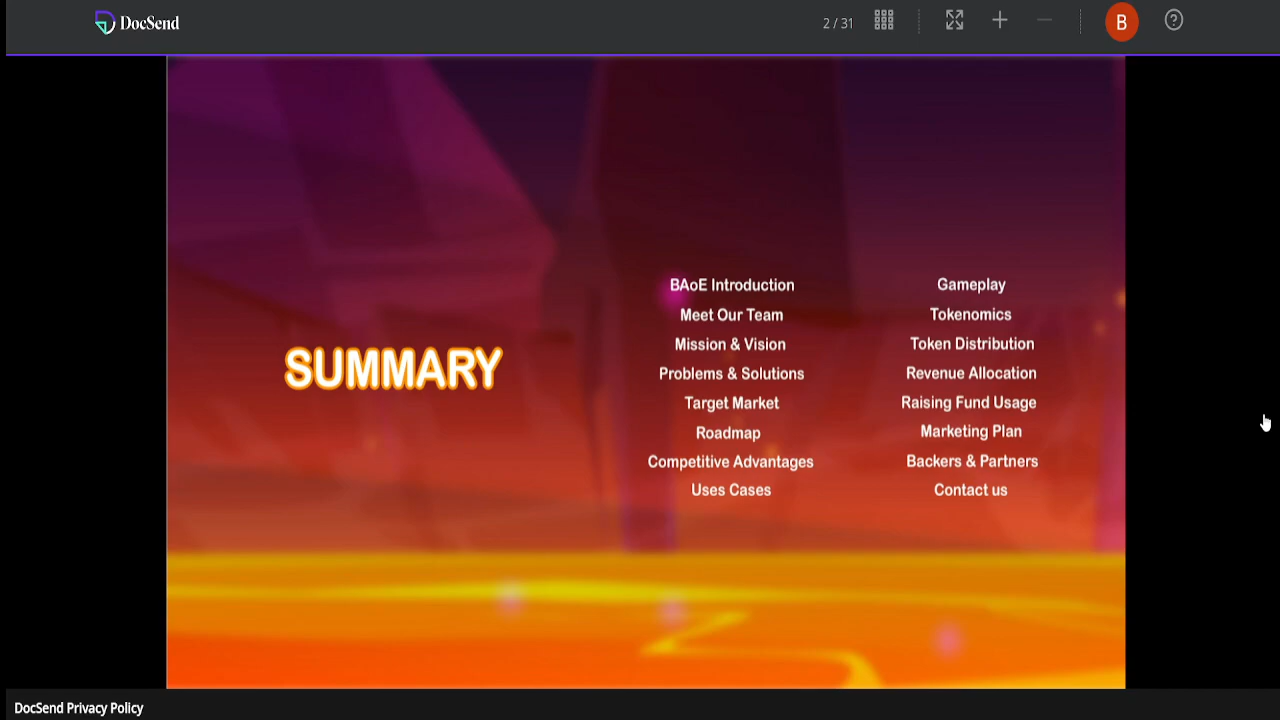 DocSend
2 / 31
B
?
SUMMARY
BAoE Introduction
Meet Our Team
Mission & Vision
Problems & Solutions
Target Market
Roadmap
Competitive Advantages
Uses Cases
Gameplay
Tokenomics
Token Distribution
Revenue Allocation
Raising Fund Usage
Marketing Plan
Backers & Partners
Contact us
DocSend Privacy Policy